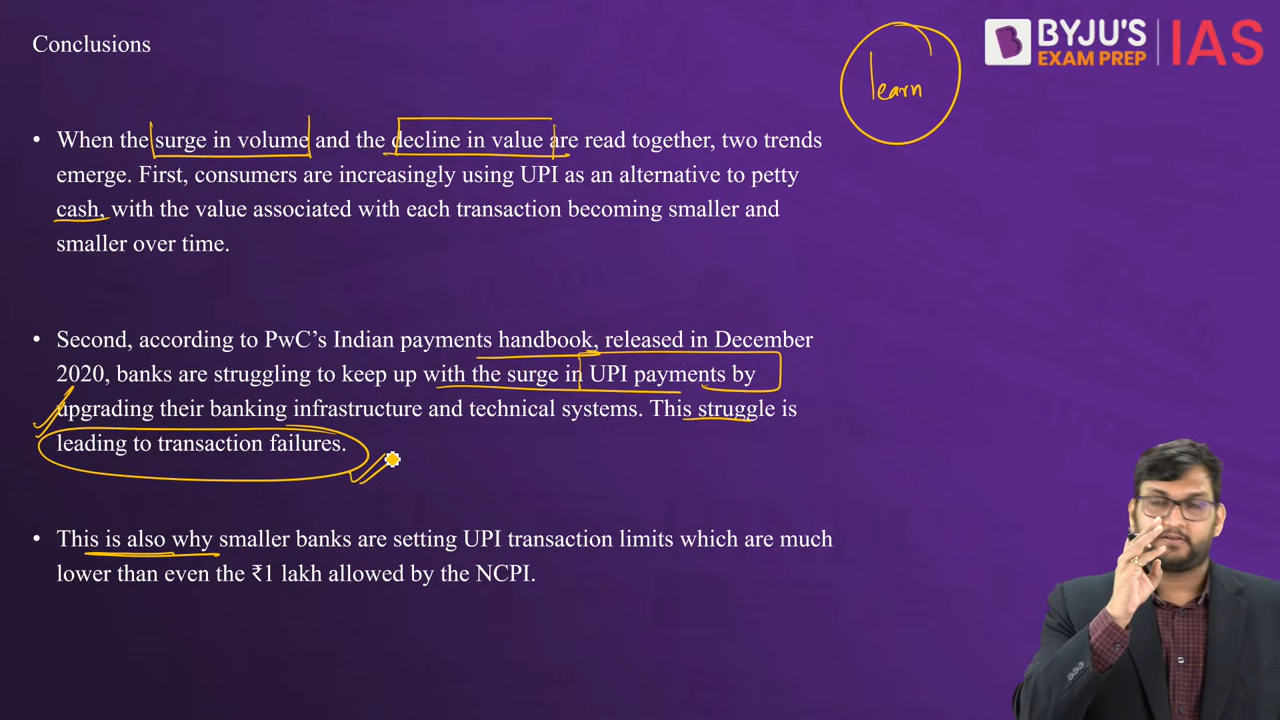 Conclusions
learn
BYJU'S
EXAM PREP
IAS
• When the surge in volume and the decline in value are read together, two trends
emerge. First, consumers are increasingly using UPI as an alternative to petty
cash, with the value associated with each transaction becoming smaller and
smaller over time.
• Second, according to PwC’s Indian payments handbook, released in December
2020, banks are struggling to keep up with the surge in UPI payments by
upgrading their banking infrastructure and technical systems. This struggle is
leading to transaction failures.
• This is also why smaller banks are setting UPI transaction limits which are much
lower than even the ₹1 lakh allowed by the NCPI.